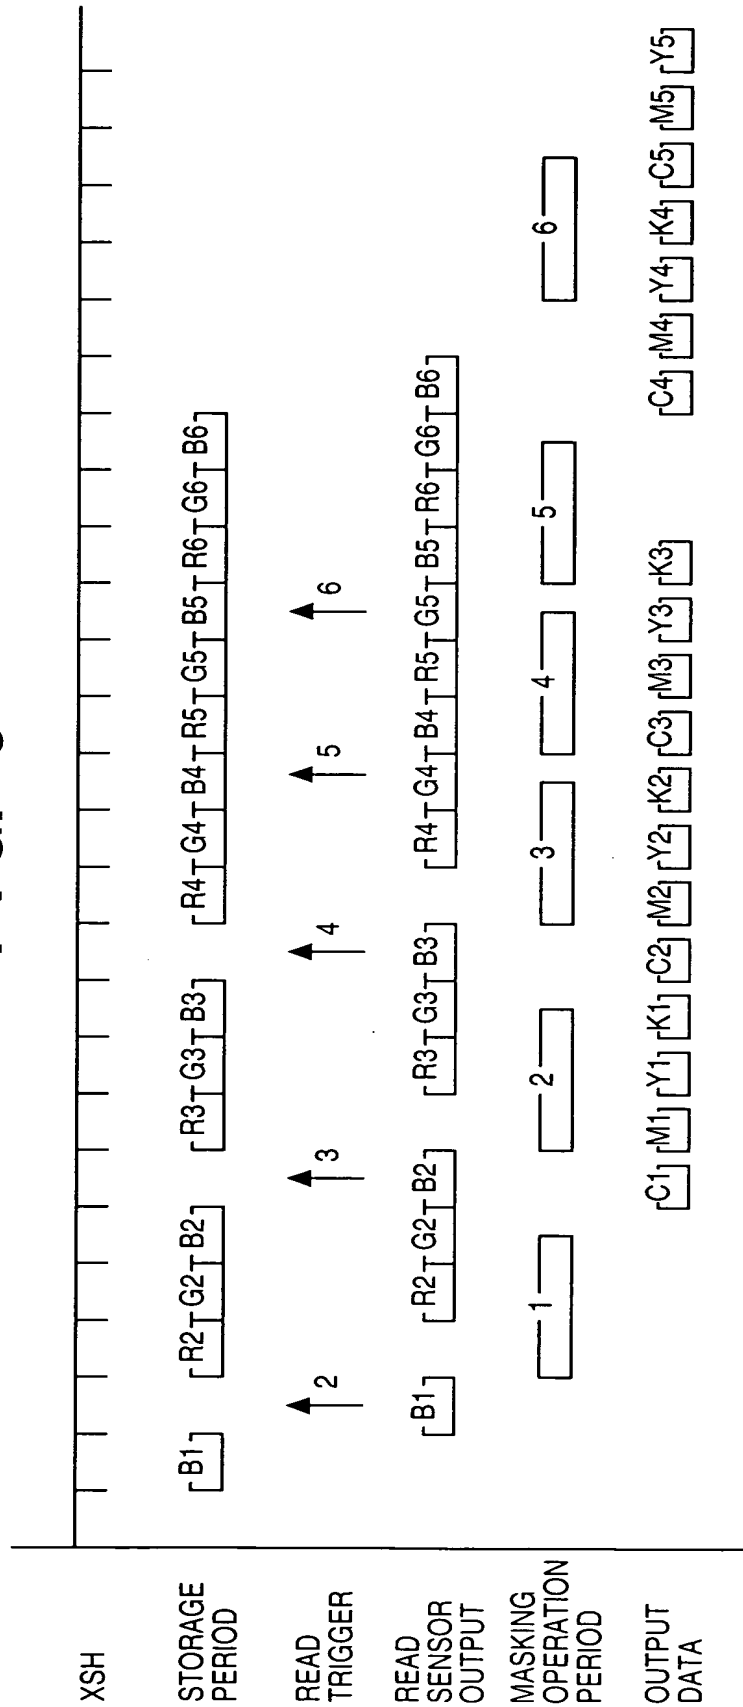 XSH
STORAGE
PERIOD
B1 R2 G2 B2 R3 G3 B3 R4 G4 B4 R5 G5 B5 R6 G6 B6
READ
TRIGGER
2 3 4 5 6
READ
SENSOR
OUTPUT
B1 R2 G2 B2 R3 G3 B3 R4 G4 B4 R5 G5 B5 R6 G6 B6
MASKING
OPERATION
PERIOD
1 2 3 4 5 6
OUTPUT
DATA
C1 M1 Y1 K1 C2 M2 Y2 K2 C3 M3 Y3 K3 C4 M4 Y4 K4 C5 M5 Y5